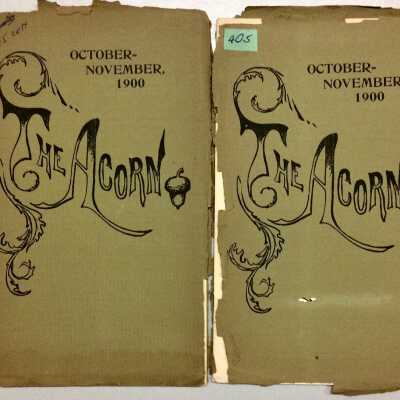 OCTOBER-
NOVEMBER,
1900
THE ACORN
405
OCTOBER-
NOVEMBER
1900
THE ACORN